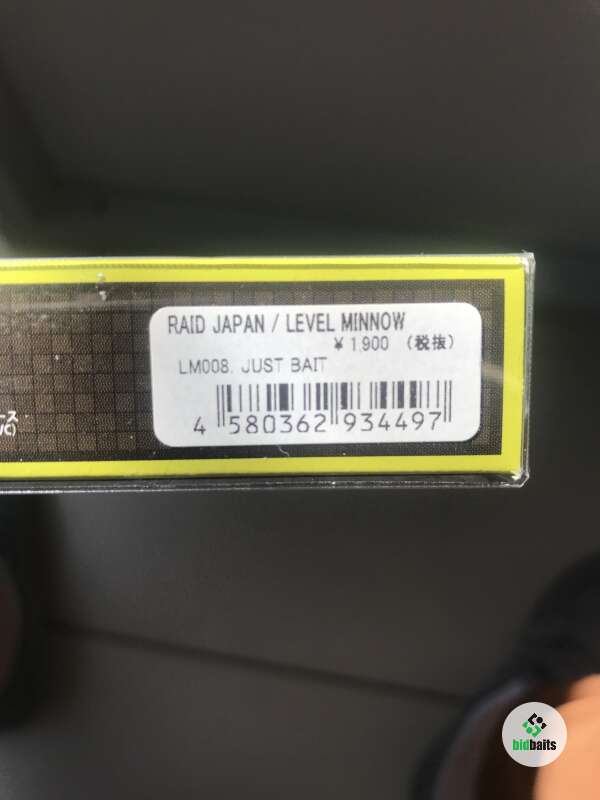 RAID JAPAN / LEVEL MINNOW
¥ 1,900 (税抜)
LM008. JUST BAIT
4 580362 934497
bidbaits